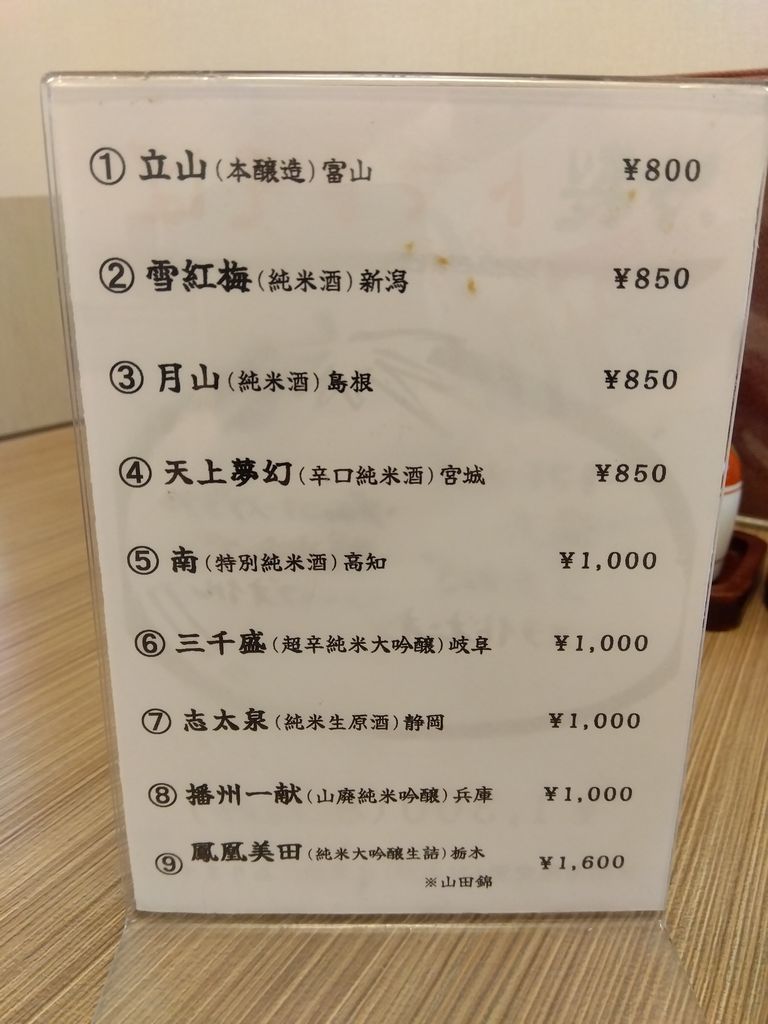 ① 立山(本醸造)富山 ¥800
② 雪紅梅(純米酒)新潟 ¥850
③ 月山(純米酒)島根 ¥850
④ 天上夢幻(辛口純米酒)宮城 ¥850
⑤ 南(特別純米酒)高知 ¥1,000
⑥ 三千盛(超辛純米大吟醸)岐阜 ¥1,000
⑦ 志太泉(純米生原酒)静岡 ¥1,000
⑧ 播州一献(山廃純米吟醸)兵庫 ¥1,000
⑨ 鳳凰美田(純米大吟醸生詰)栃木 ¥1,600
※山田錦